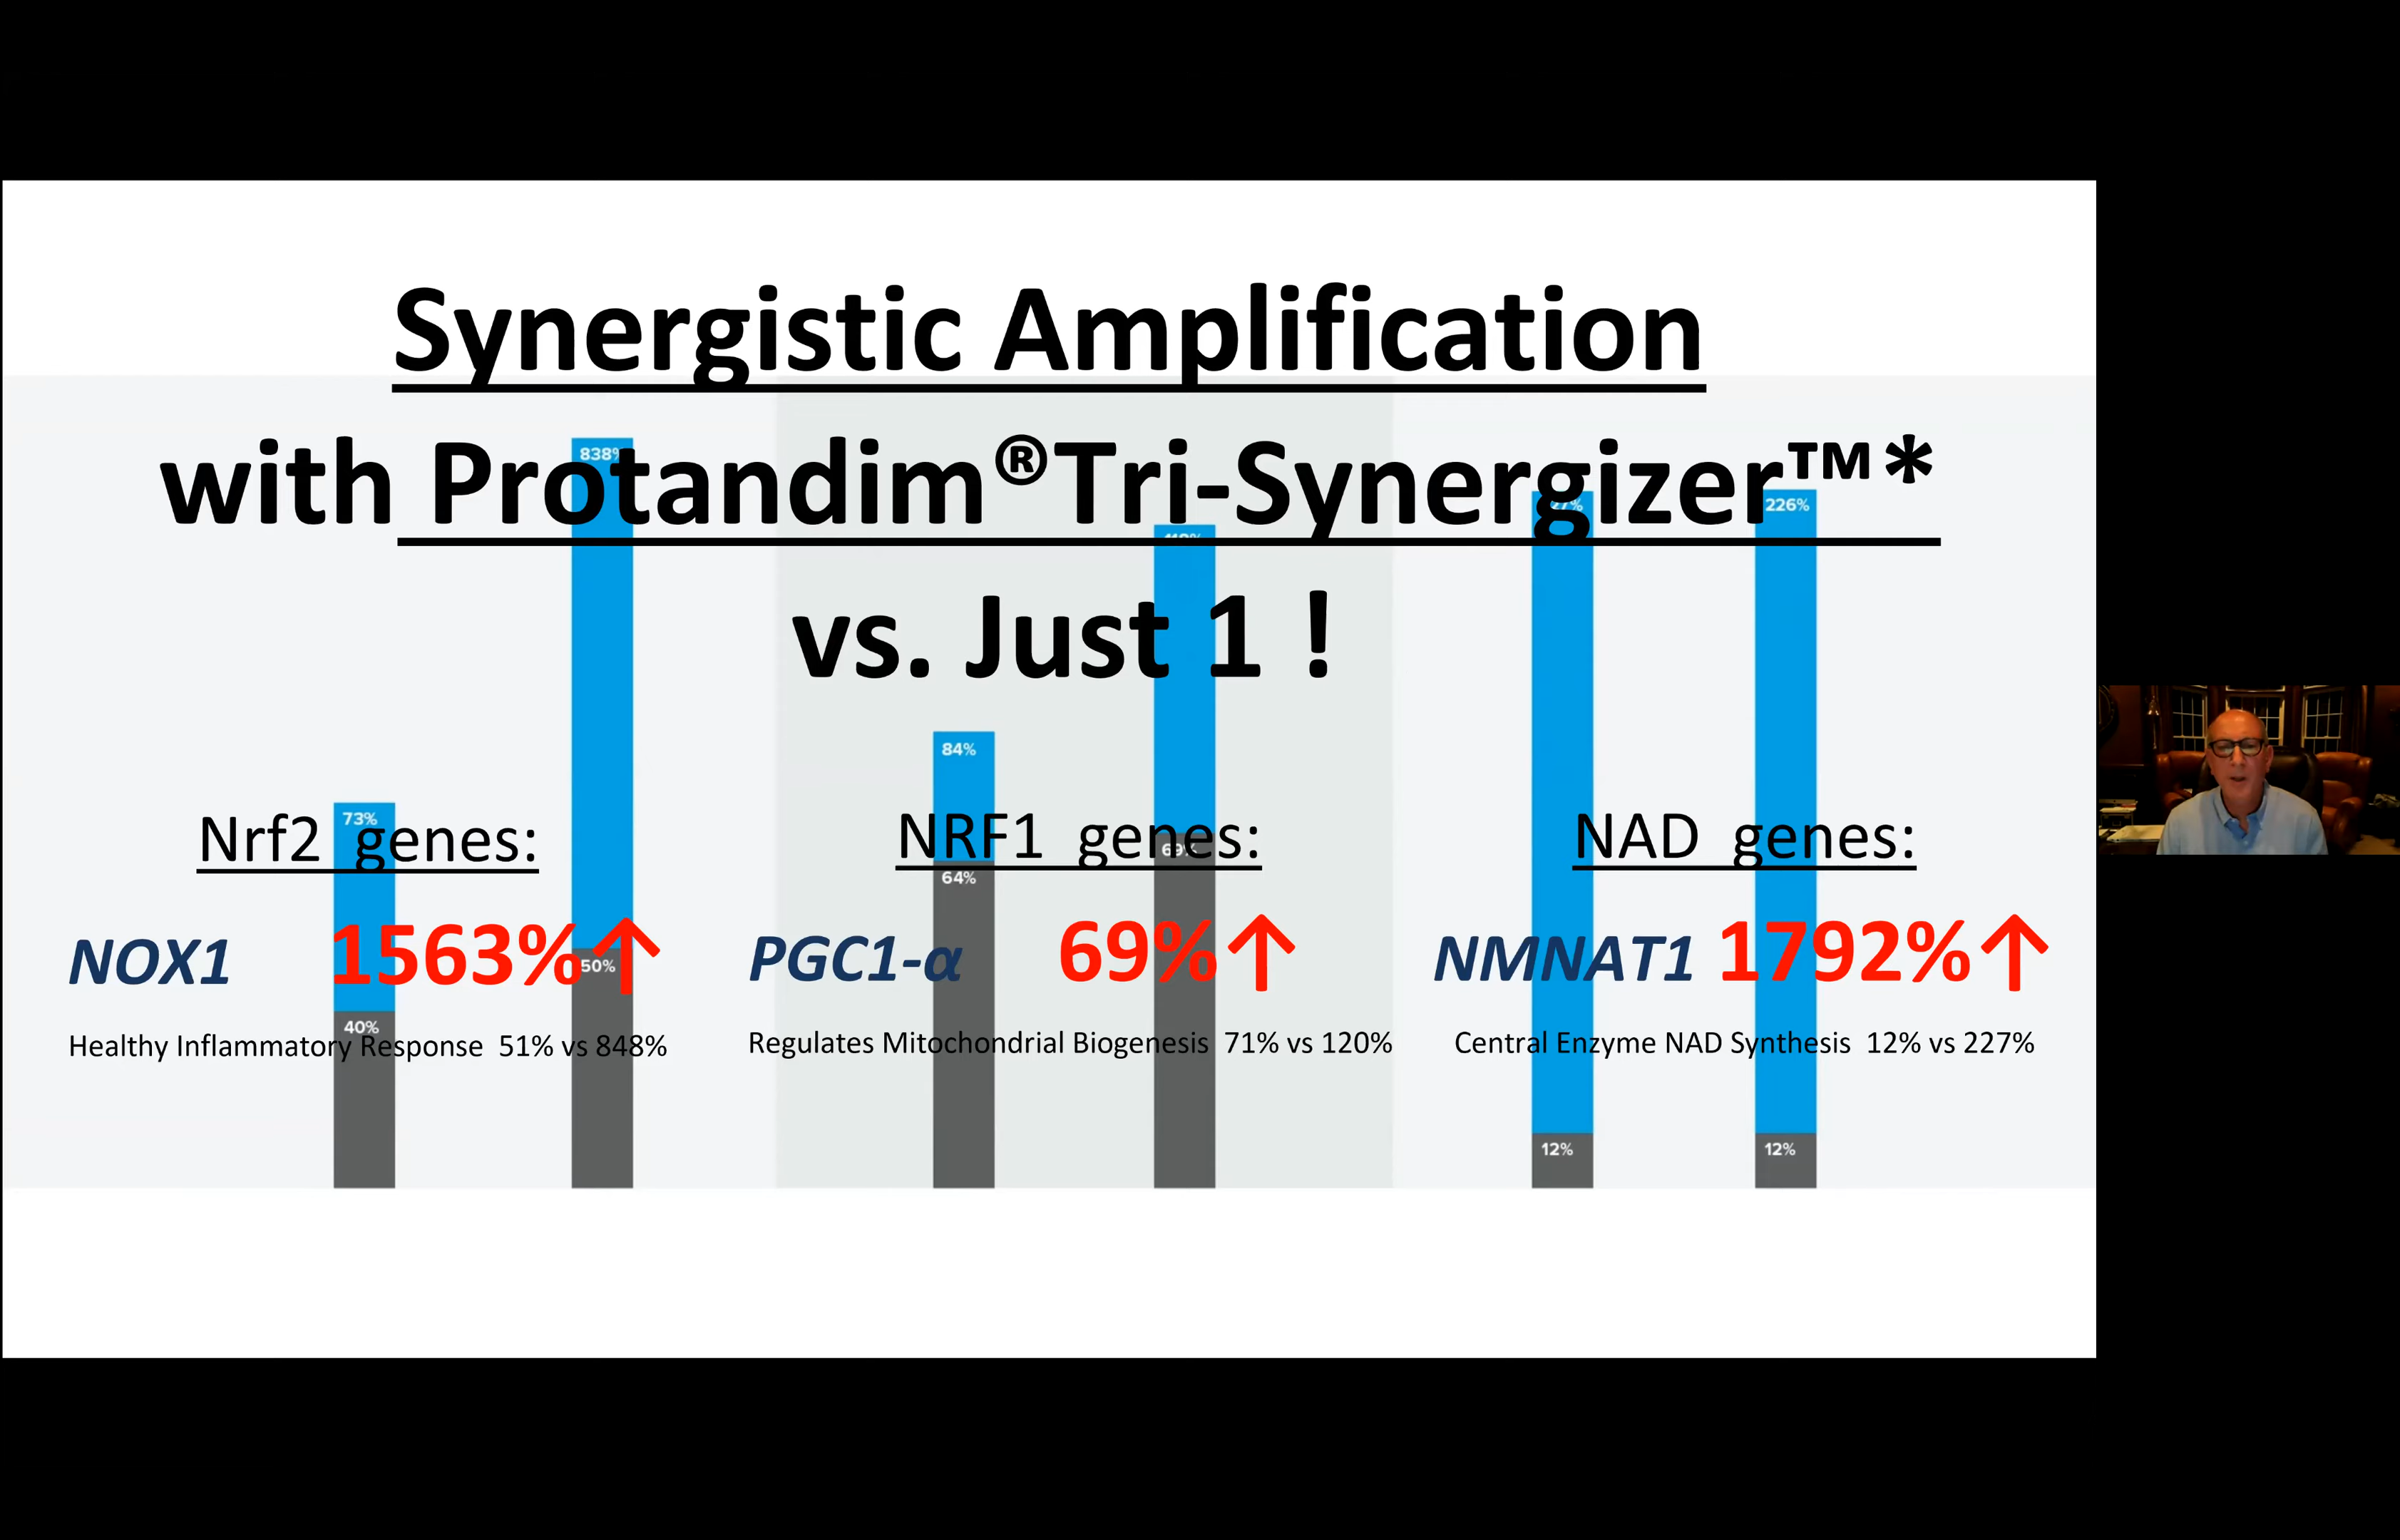 Synergistic Amplification
with Protandim®Tri-Synergizer™*
vs. Just 1 !
838%
226%
84%
73%
64%
Nrf2 genes:
NRF1 genes:
NAD genes:
NOX1 1563%↑
PGC1-α 69%↑
NMNAT1 1792%↑
50%
40%
Healthy Inflammatory Response 51% vs 848%
Regulates Mitochondrial Biogenesis 71% vs 120%
Central Enzyme NAD Synthesis 12% vs 227%
69%
12%
12%